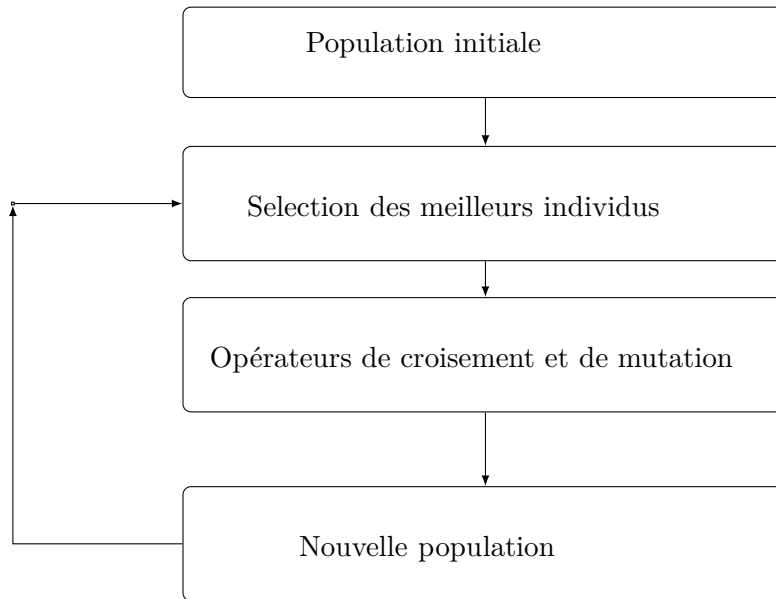 Population initiale
Selection des meilleurs individus
Opérateurs de croisement et de mutation
Nouvelle population